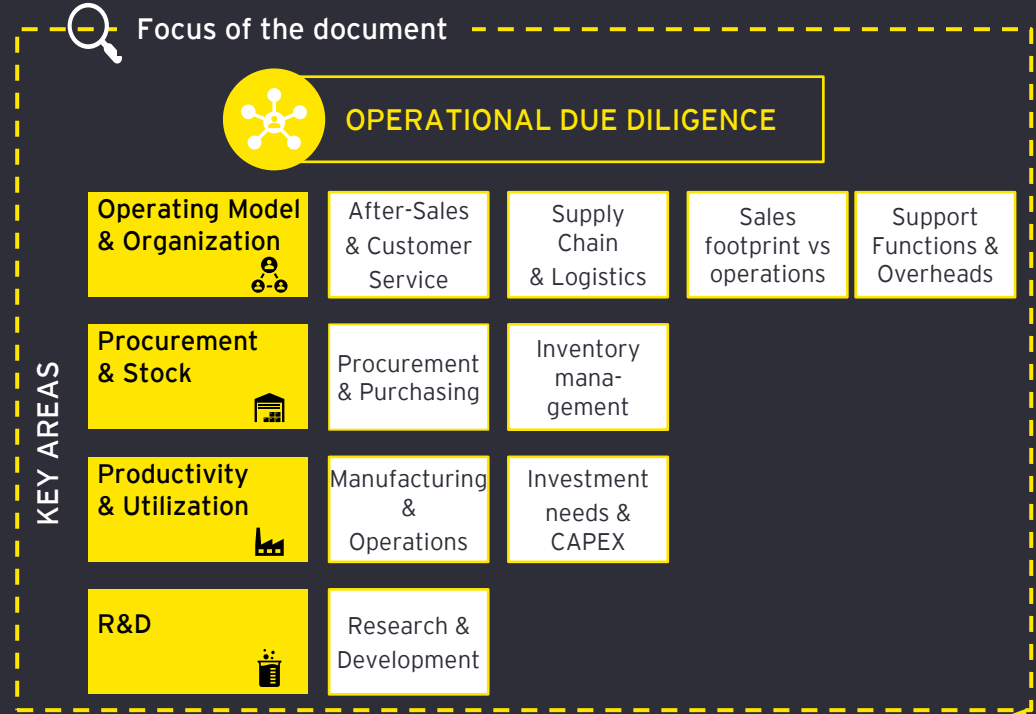 Focus of the document
OPERATIONAL DUE DILIGENCE
KEY AREAS
Operating Model
& Organization
After-Sales
& Customer
Service
Supply
Chain
& Logistics
Sales
footprint vs
operations
Support
Functions &
Overheads
Procurement
& Stock
Procurement
& Purchasing
Inventory
mana-
gement
Productivity
& Utilization
Manufacturing
&
Operations
Investment
needs &
CAPEX
R&D
Research &
Development